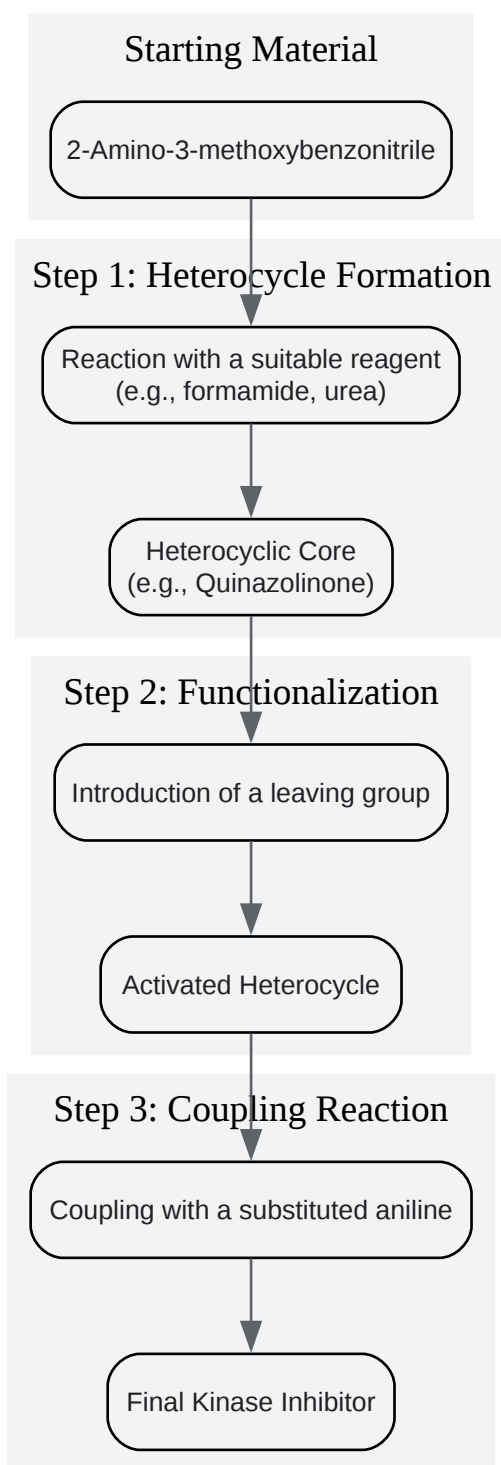 Starting Material
2-Amino-3-methoxybenzonitrile
Step 1: Heterocycle Formation
Reaction with a suitable reagent
(e.g., formamide, urea)
Heterocyclic Core
(e.g., Quinazolinone)
Step 2: Functionalization
Introduction of a leaving group
Activated Heterocycle
Step 3: Coupling Reaction
Coupling with a substituted aniline
Final Kinase Inhibitor